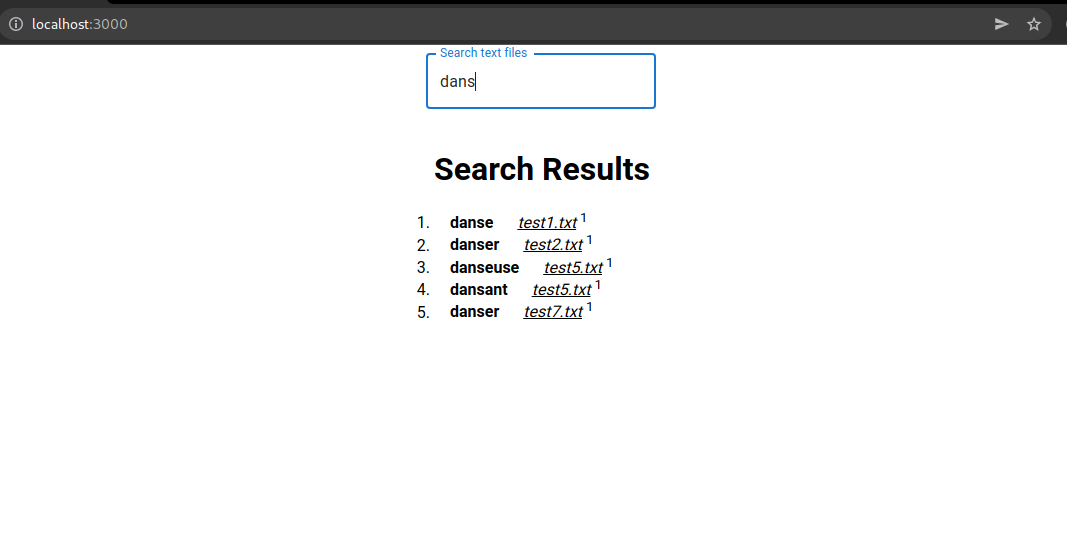 localhost:3000
Search text files
dans
Search Results
1. danse test1.txt 1
2. danser test2.txt 1
3. danseuse test5.txt 1
4. dansant test5.txt 1
5. danser test7.txt 1